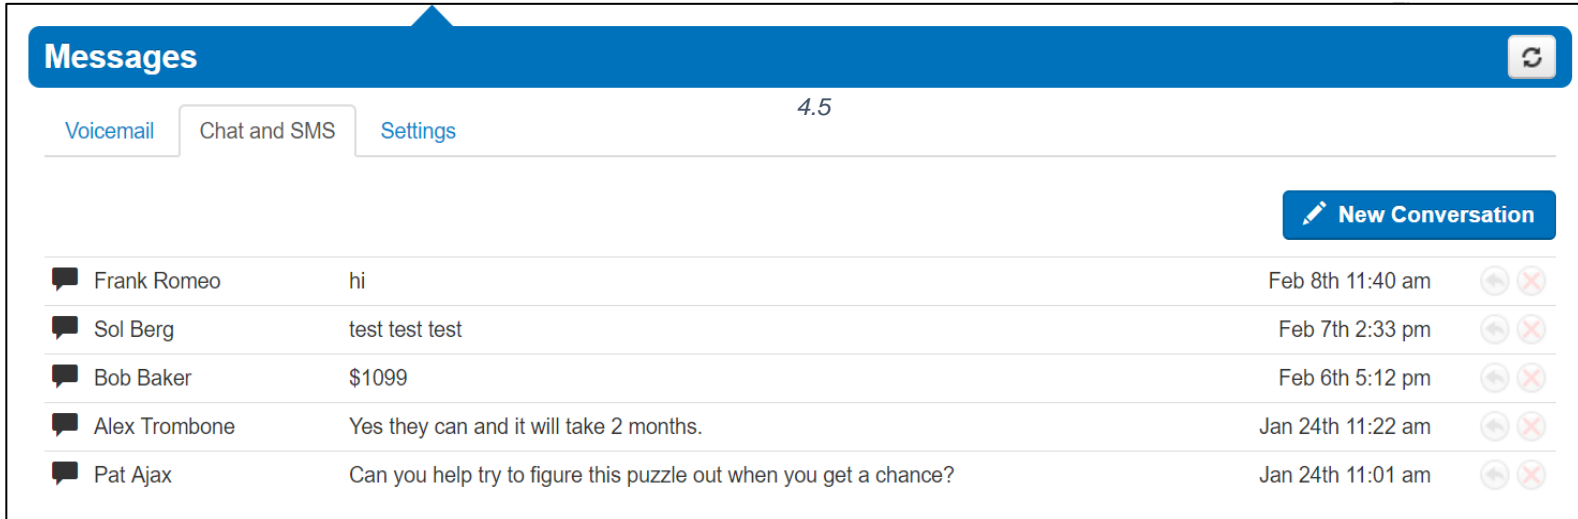 Messages
4.5
Voicemail Chat and SMS Settings
New Conversation
Frank Romeo hi Feb 8th 11:40 am
Sol Berg test test test Feb 7th 2:33 pm
Bob Baker $1099 Feb 6th 5:12 pm
Alex Trombone Yes they can and it will take 2 months. Jan 24th 11:22 am
Pat Ajax Can you help try to figure this puzzle out when you get a chance? Jan 24th 11:01 am